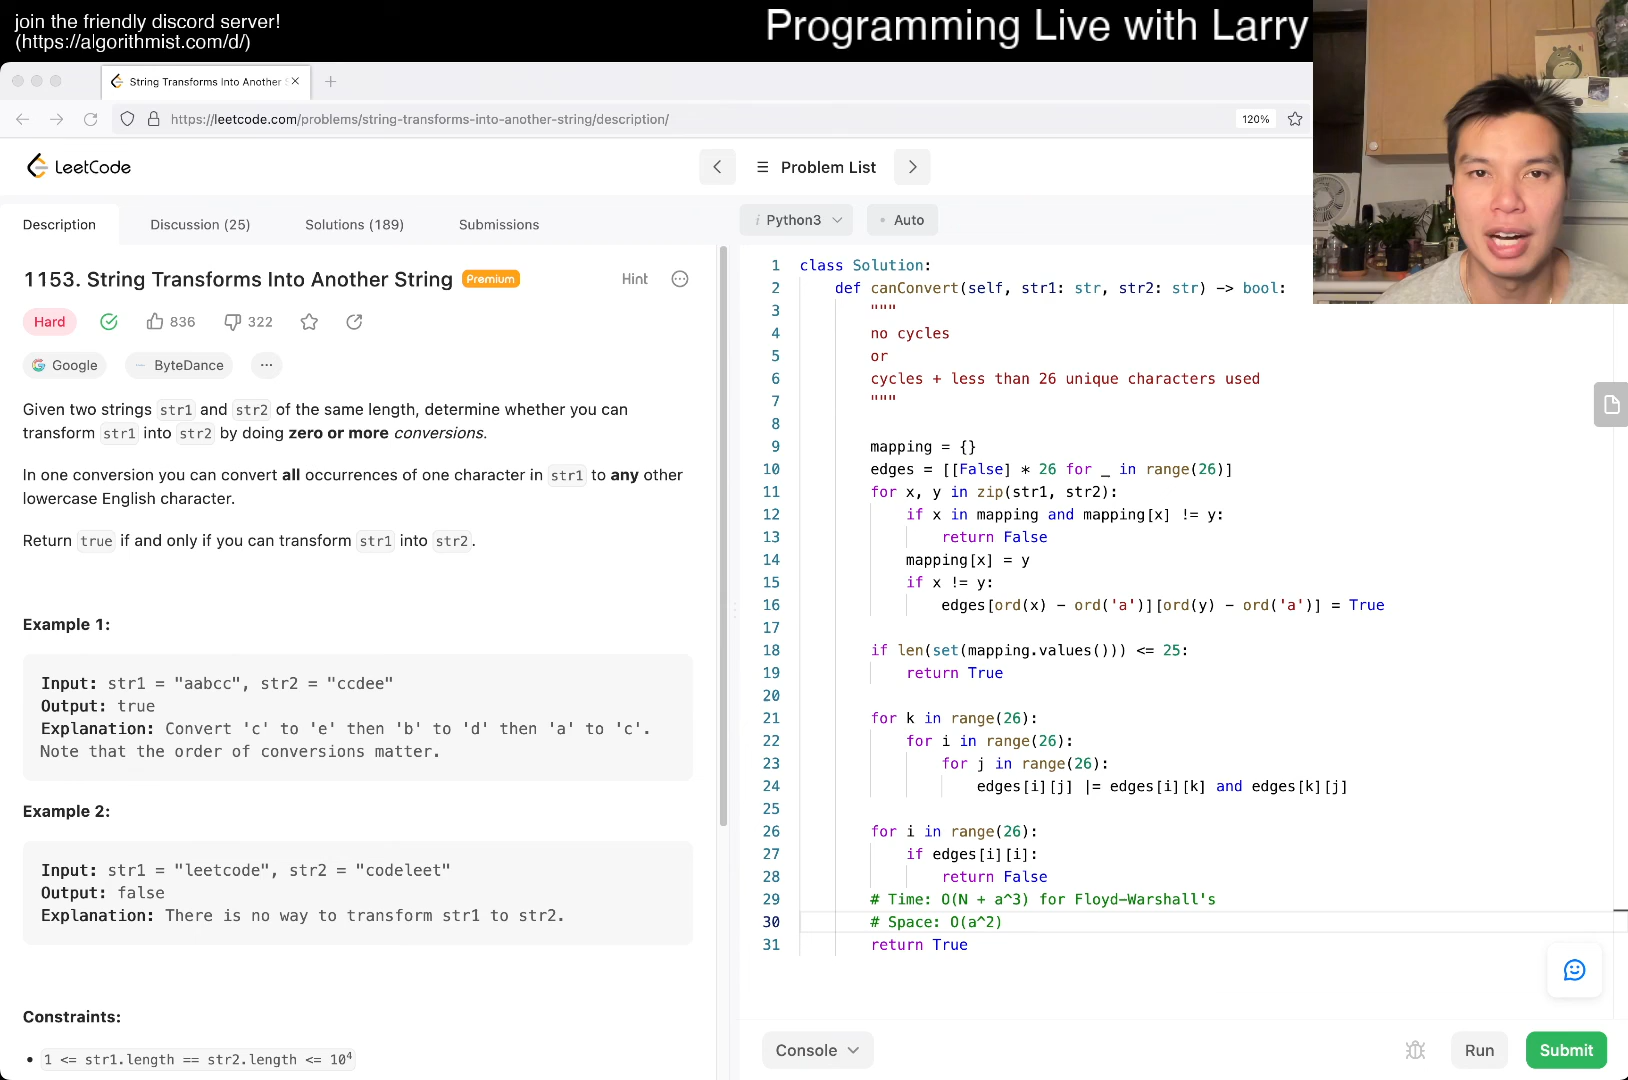 join the friendly discord server!
(https://algorithmist.com/d/)
Programming Live with Larry
String Transforms Into Another
https://leetcode.com/problems/string-transforms-into-another-string/description/
120%
LeetCode
Problem List
Description
Discussion (25)
Solutions (189)
Submissions
1153. String Transforms Into Another String
Premium
Hint
Hard
836
322
Google
ByteDance
...
Given two strings str1 and str2 of the same length, determine whether you can
transform str1 into str2 by doing zero or more conversions.
In one conversion you can convert all occurrences of one character in str1 to any other
lowercase English character.
Return true if and only if you can transform str1 into str2.
Example 1:
Input: str1 = "aabcc", str2 = "ccdee"
Output: true
Explanation: Convert 'c' to 'e' then 'b' to 'd' then 'a' to 'c'.
Note that the order of conversions matter.
Example 2:
Input: str1 = "leetcode", str2 = "codeleet"
Output: false
Explanation: There is no way to transform str1 to str2.
Constraints:
• 1 <= str1.length == str2.length <= 10⁴
i Python3
• Auto
1 class Solution:
2 def canConvert(self, str1: str, str2: str) -> bool:
3 """
4 no cycles
5 or
6 cycles + less than 26 unique characters used
7 """
8
9 mapping = {}
10 edges = [[False] * 26 for _ in range(26)]
11 for x, y in zip(str1, str2):
12 if x in mapping and mapping[x] != y:
13 return False
14 mapping[x] = y
15 if x != y:
16 edges[ord(x) - ord('a')][ord(y) - ord('a')] = True
17
18 if len(set(mapping.values())) <= 25:
19 return True
20
21 for k in range(26):
22 for i in range(26):
23 for j in range(26):
24 edges[i][j] |= edges[i][k] and edges[k][j]
25
26 for i in range(26):
27 if edges[i][i]:
28 return False
29 # Time: O(N + a^3) for Floyd-Warshall's
30 # Space: O(a^2)
31 return True
Console
Run
Submit